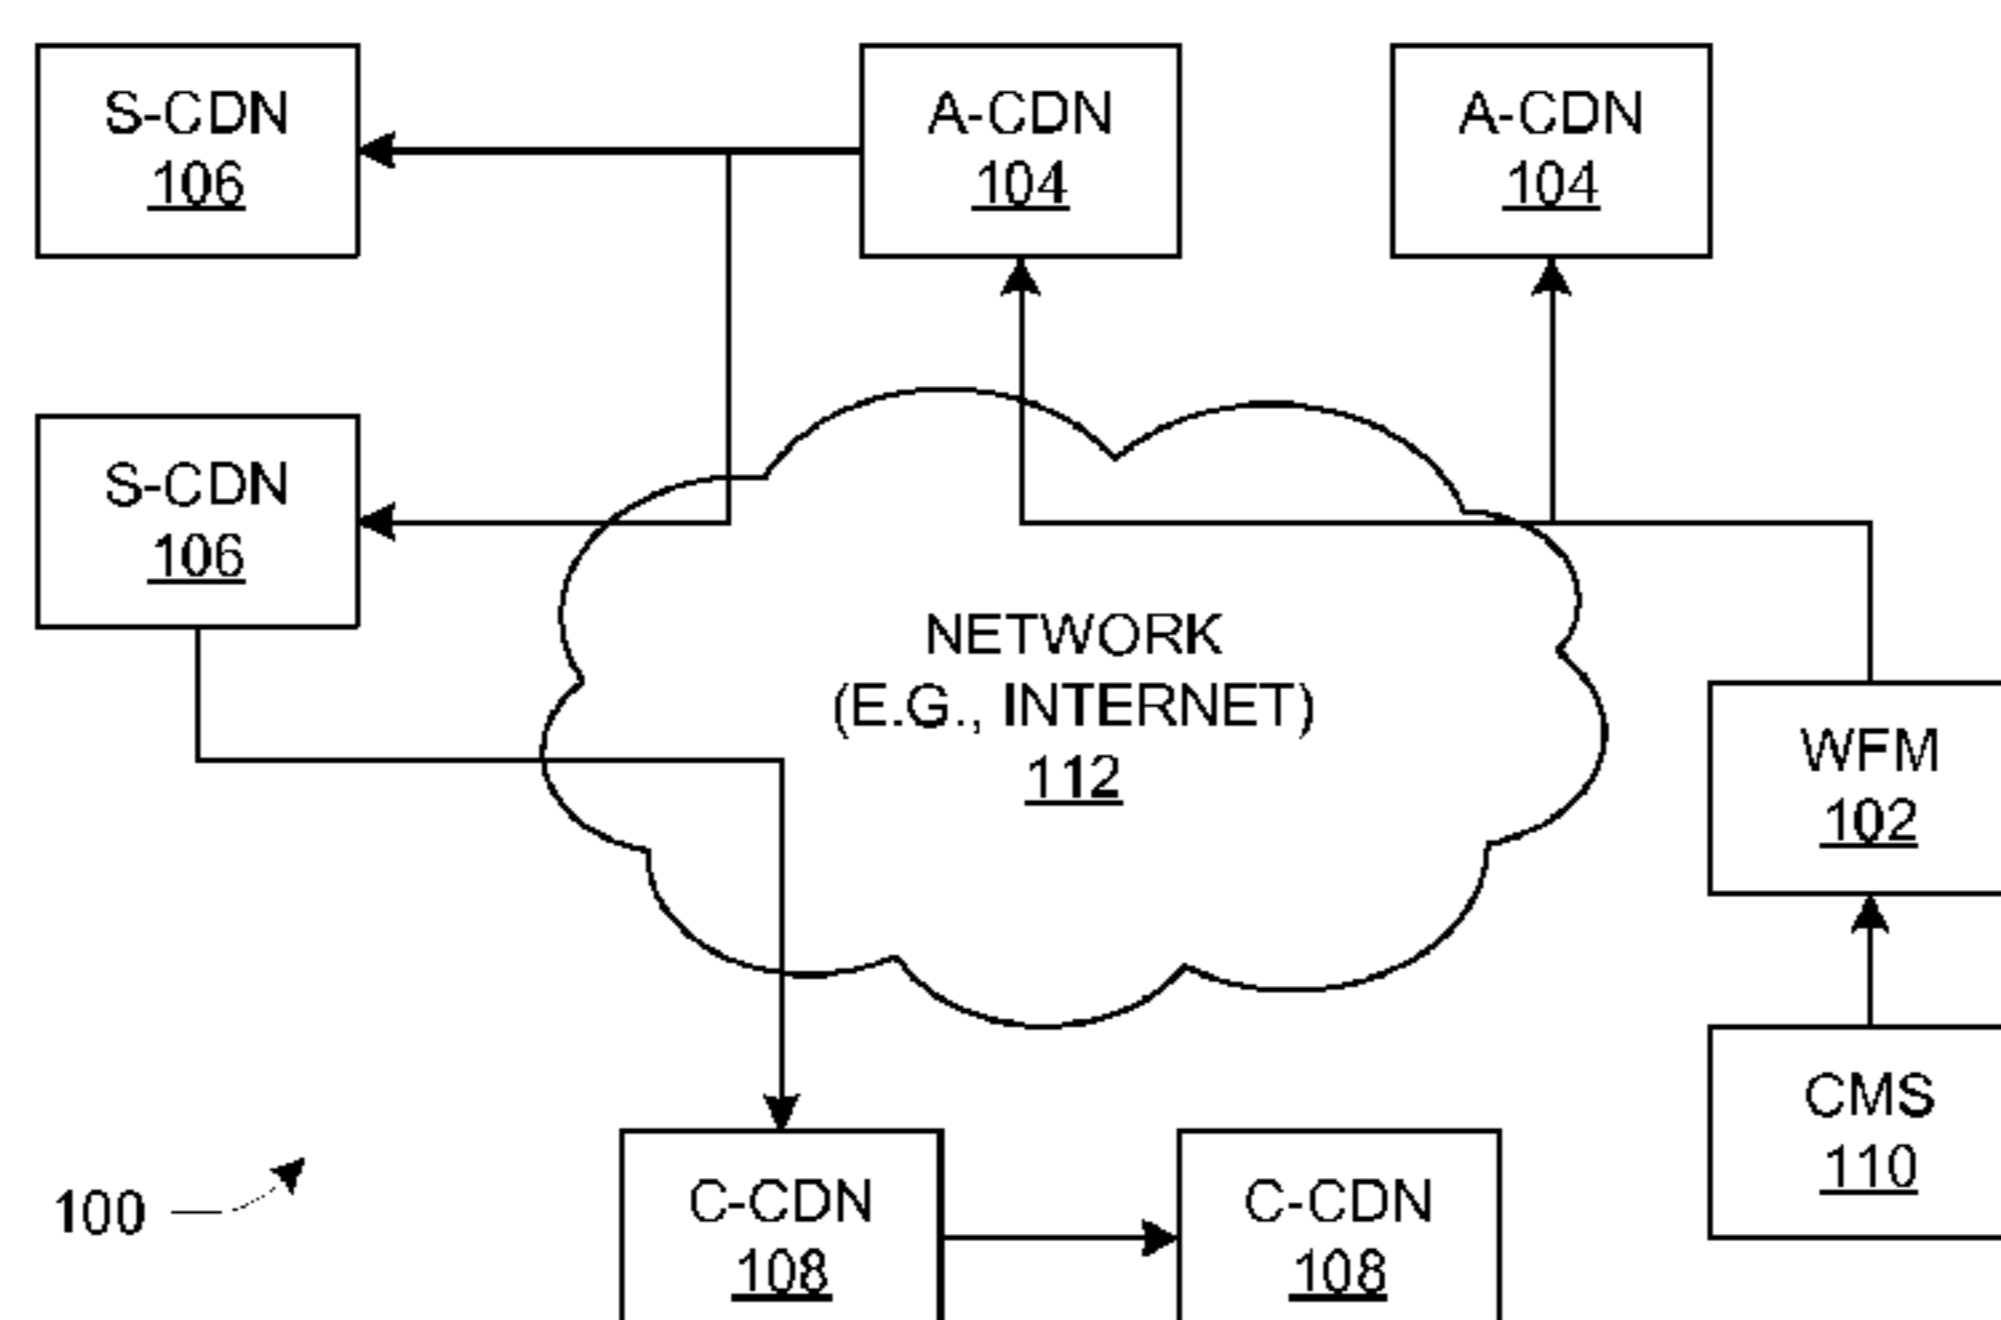 S-CDN
106
A-CDN
104
A-CDN
104
S-CDN
106
NETWORK
(E.G., INTERNET)
112
WFM
102
CMS
110
100
C-CDN
108
C-CDN
108